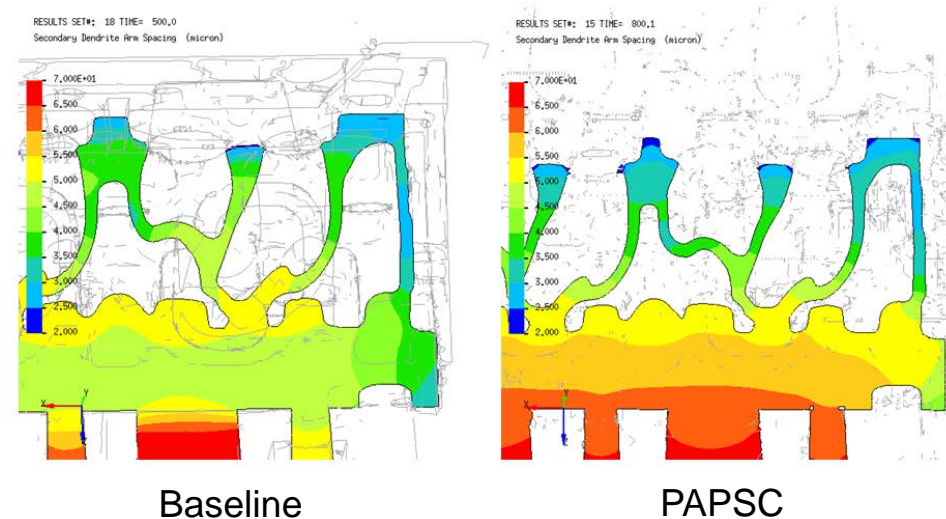 RESULTS SET#: 18 TIME= 500.0
Secondary Dendrite Arm Spacing (micron)
7.000E+01
6.500
6.000
5.500
5.000
4.500
4.000
3.500
3.000
2.500
2.000
X
Y
Z
Baseline
RESULTS SET#: 15 TIME= 800.1
Secondary Dendrite Arm Spacing (micron)
7.000E+01
6.500
6.000
5.500
5.000
4.500
4.000
3.500
3.000
2.500
2.000
X
Y
Z
PAPSC